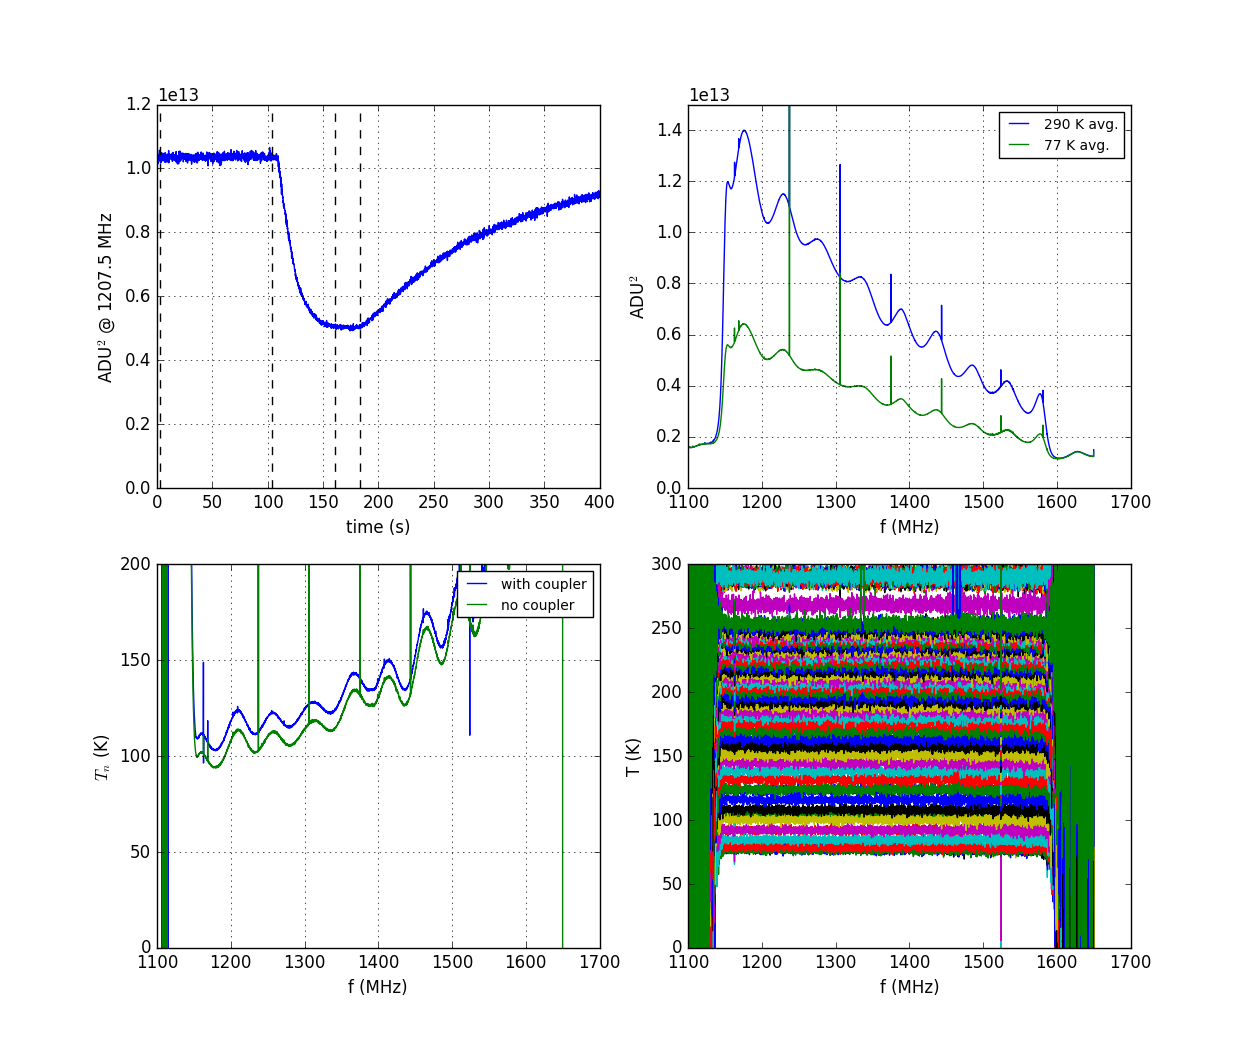 1e13
1.2
1.0
0.8
0.6
0.4
0.2
0.0
ADU² @ 1207.5 MHz
0 50 100 150 200 250 300 350 400
time (s)
1e13
1.4
1.2
1.0
0.8
0.6
0.4
0.2
0.0
ADU²
290 K avg.
77 K avg.
1100 1200 1300 1400 1500 1600 1700
f (MHz)
200
150
100
50
0
Tₙ (K)
with coupler
no coupler
1100 1200 1300 1400 1500 1600 1700
f (MHz)
300
250
200
150
100
50
0
T (K)
1100 1200 1300 1400 1500 1600 1700
f (MHz)